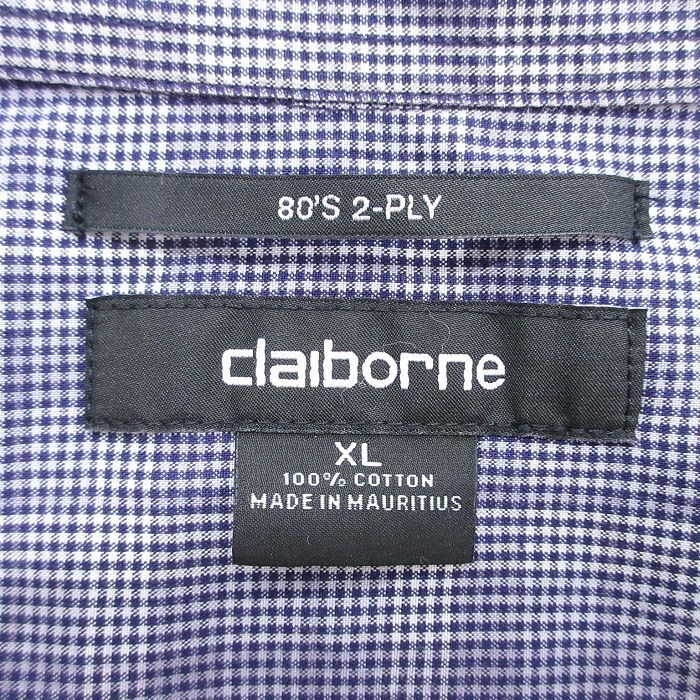 80'S 2-PLY
claiborne
XL
100% COTTON
MADE IN MAURITIUS